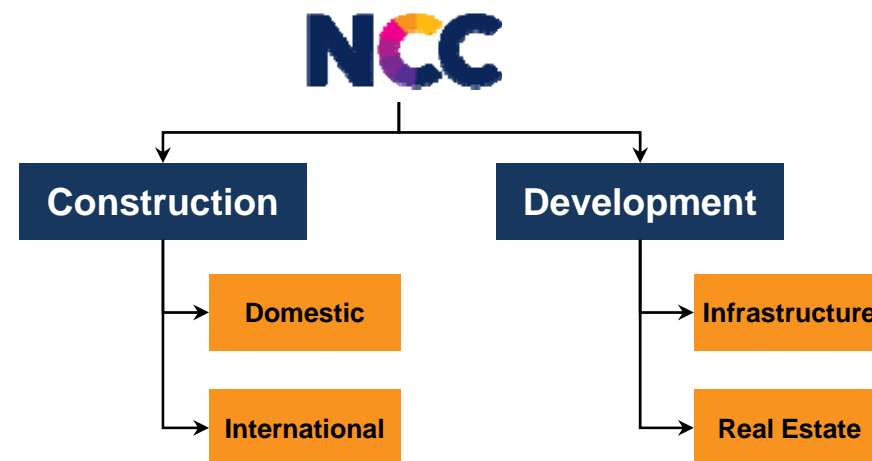 NCC
Construction
Development
Domestic
Infrastructure
International
Real Estate